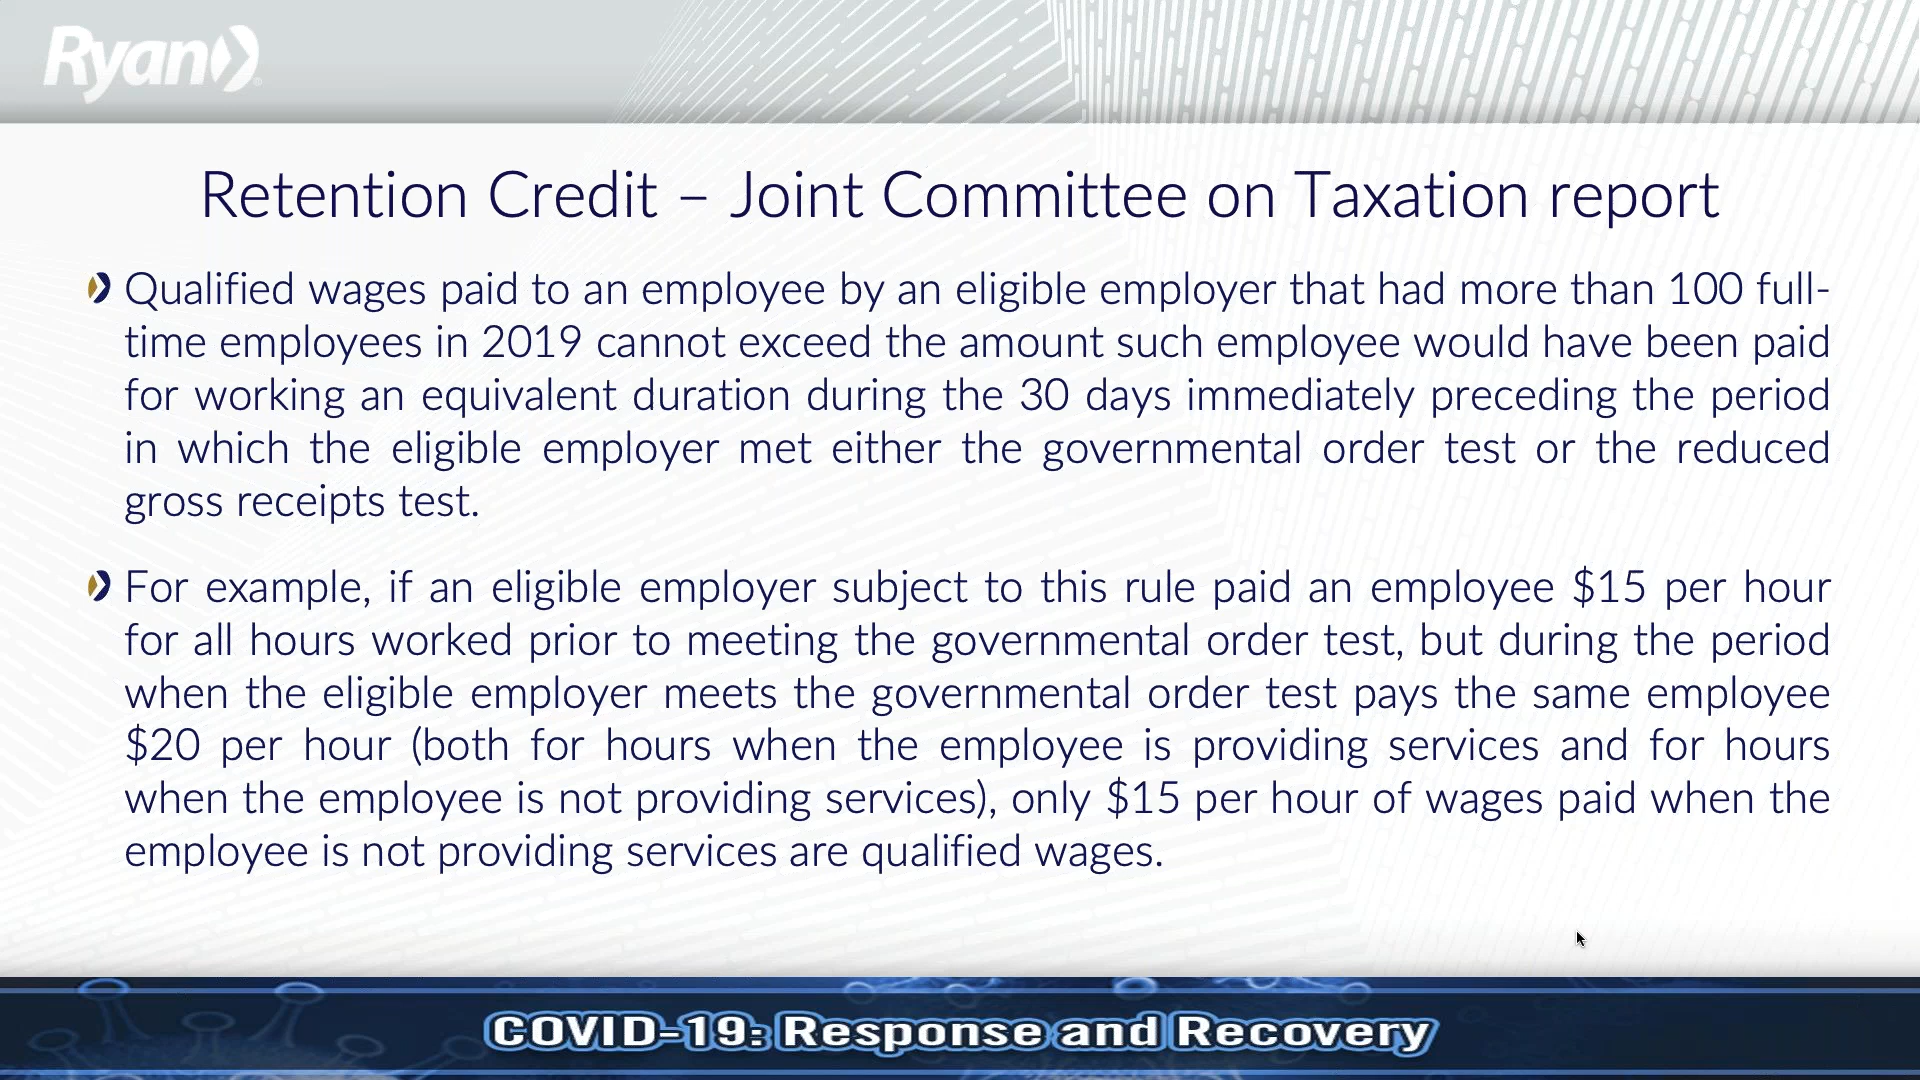 Ryan
Retention Credit – Joint Committee on Taxation report
Qualified wages paid to an employee by an eligible employer that had more than 100 full-
time employees in 2019 cannot exceed the amount such employee would have been paid
for working an equivalent duration during the 30 days immediately preceding the period
in which the eligible employer met either the governmental order test or the reduced
gross receipts test.
For example, if an eligible employer subject to this rule paid an employee $15 per hour
for all hours worked prior to meeting the governmental order test, but during the period
when the eligible employer meets the governmental order test pays the same employee
$20 per hour (both for hours when the employee is providing services and for hours
when the employee is not providing services), only $15 per hour of wages paid when the
employee is not providing services are qualified wages.
COVID-19: Response and Recovery